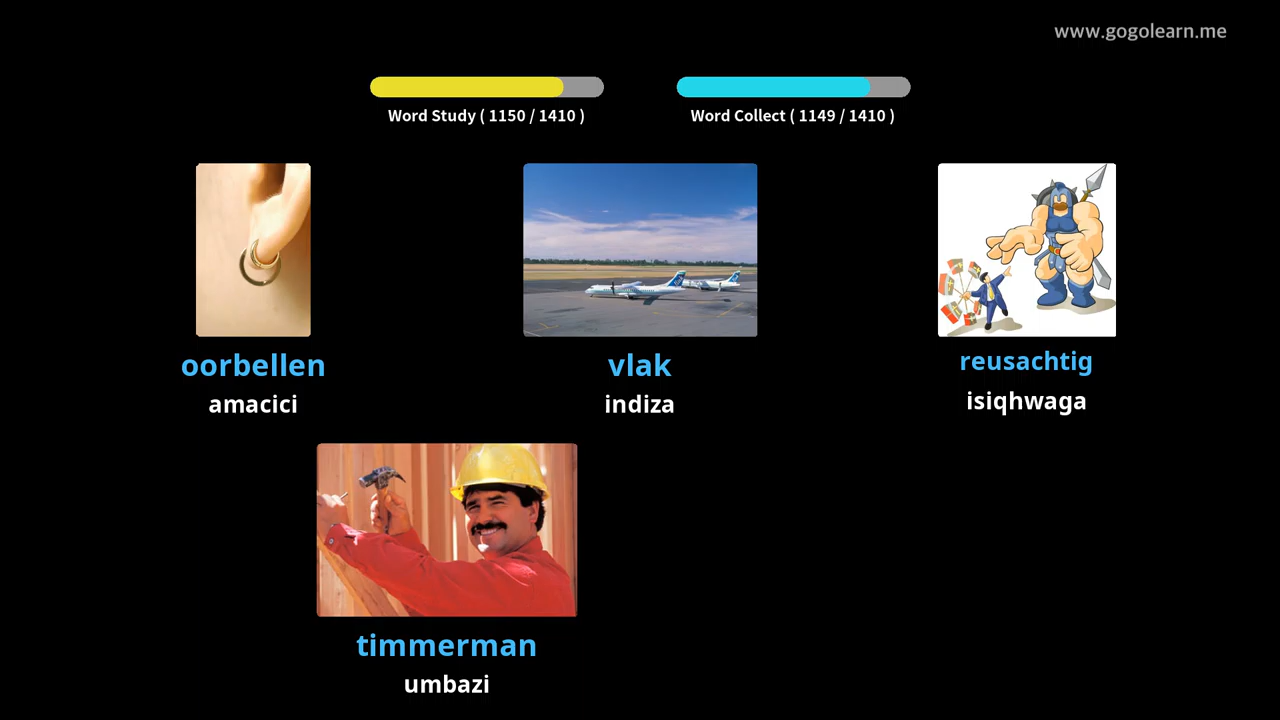 www.gogolearn.me
Word Study ( 1150 / 1410 )
Word Collect ( 1149 / 1410 )
oorbellen
amacici
vlak
indiza
reusachtig
isiqhwaga
timmerman
umbazi